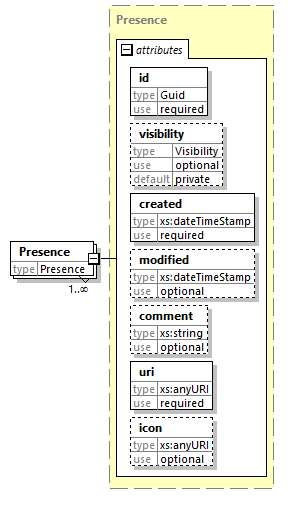 Presence
attributes
id
type Guid
use required
visibility
type Visibility
use optional
default private
created
type xs:dateTimeStamp
use required
Presence
type Presence
1..∞
modified
type xs:dateTimeStamp
use optional
comment
type xs:string
use optional
uri
type xs:anyURI
use required
icon
type xs:anyURI
use optional